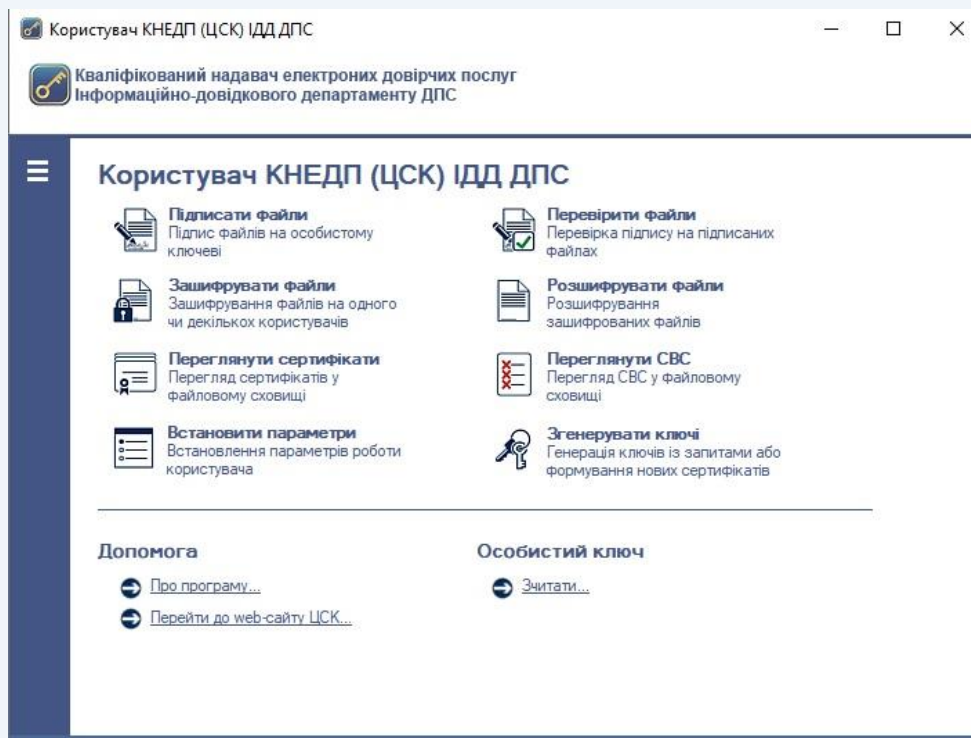 Користувач КНЕДП (ЦСК) ІДД ДПС
Кваліфікований надавач електроних довірчих послуг
Інформаційно-довідкового департаменту ДПС
Користувач КНЕДП (ЦСК) ІДД ДПС
Підписати файли
Підпис файлів на особистому
ключеві
Перевірити файли
Перевірка підпису на підписаних
файлах
Зашифрувати файли
Зашифрування файлів на одного
чи декількох користувачів
Розшифрувати файли
Розшифрування
зашифрованих файлів
Переглянути сертифікати
Перегляд сертифікатів у
файловому сховищі
Переглянути СВС
Перегляд СВС у файловому
сховищі
Встановити параметри
Встановлення параметрів роботи
користувача
Згенерувати ключі
Генерація ключів із запитами або
формування нових сертифікатів
Допомога
Про програму...
Перейти до web-сайту ЦСК...
Особистий ключ
Зчитати...